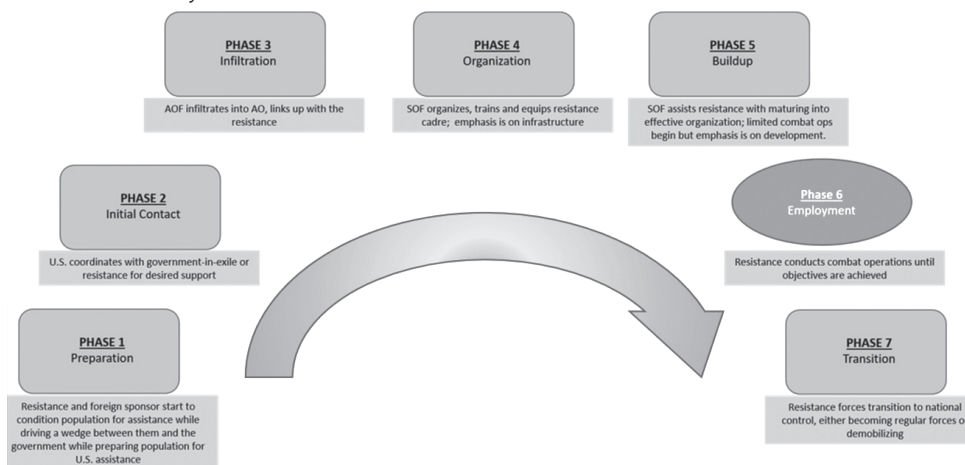 PHASE 1
Preparation
Resistance and foreign sponsor start to
condition population for assistance while
driving a wedge between them and the
government while preparing population for
U.S. assistance
PHASE 2
Initial Contact
U.S. coordinates with government-in-exile or
resistance for desired support
PHASE 3
Infiltration
AOF infiltrates into AO, links up with the
resistance
PHASE 4
Organization
SOF organizes, trains and equips resistance
cadre; emphasis is on infrastructure
PHASE 5
Buildup
SOF assists resistance with maturing into
effective organization; limited combat ops
begin but emphasis is on development.
Phase 6
Employment
Resistance conducts combat operations until
objectives are achieved
PHASE 7
Transition
Resistance forces transition to national
control, either becoming regular forces o
demobilizing